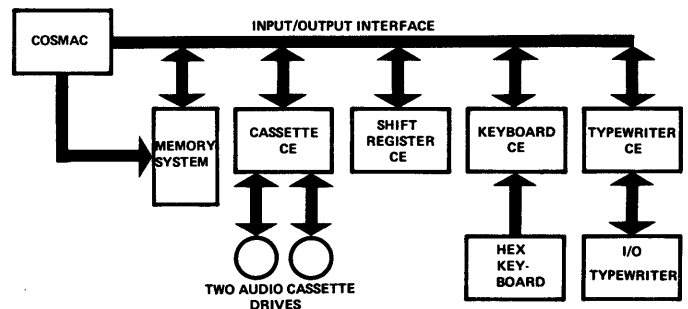 INPUT/OUTPUT INTERFACE
COSMAC
MEMORY
SYSTEM
CASSETTE
CE
SHIFT
REGISTER
CE
KEYBOARD
CE
TYPEWRITER
CE
HEX
KEY-
BOARD
I/O
TYPEWRITER
TWO AUDIO CASSETTE
DRIVES